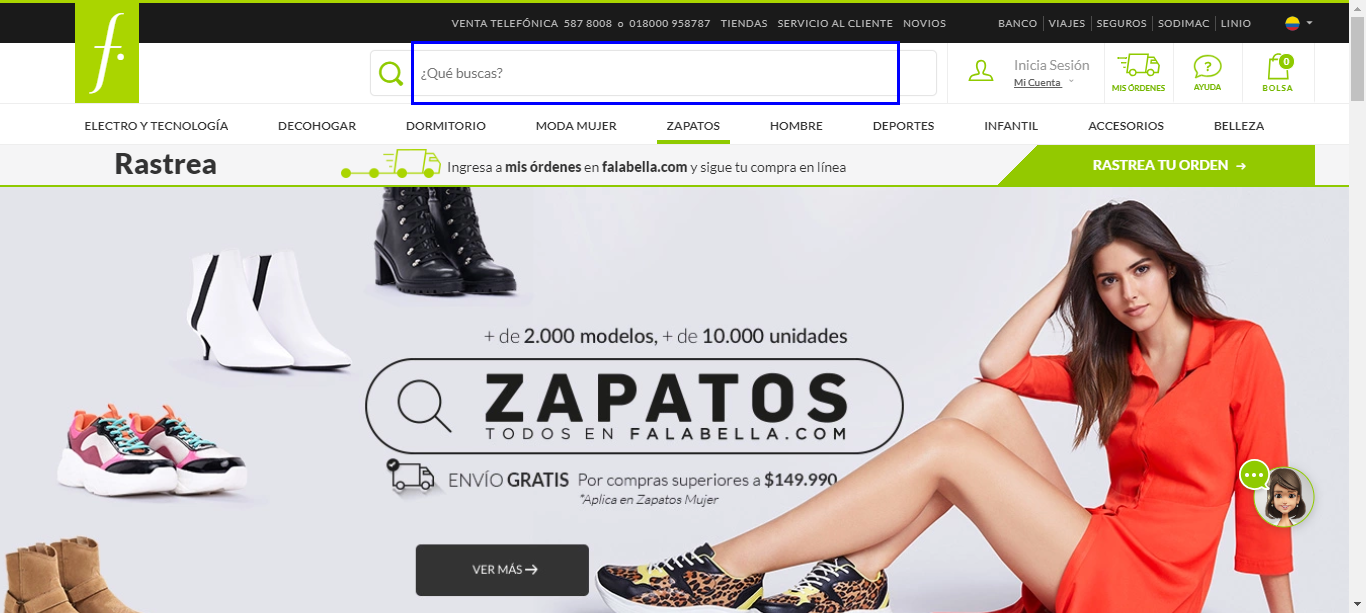 VENTA TELEFÓNICA 587 8008 o 018000 958787 TIENDAS SERVICIO AL CLIENTE NOVIOS BANCO VIAJES SEGUROS SODIMAC LINIO
f.
¿Qué buscas?
Inicia Sesión
Mi Cuenta
MIS ÓRDENES
?
AYUDA
0
BOLSA
ELECTRO Y TECNOLOGÍA DECOHOGAR DORMITORIO MODA MUJER ZAPATOS HOMBRE DEPORTES INFANTIL ACCESORIOS BELLEZA
Rastrea
Ingresa a mis órdenes en falabella.com y sigue tu compra en línea
RASTREA TU ORDEN →
+ de 2.000 modelos, + de 10.000 unidades
ZAPATOS
TODOS EN FALABELLA.COM
ENVÍO GRATIS Por compras superiores a $149.990
*Aplica en Zapatos Mujer
VER MÁS →